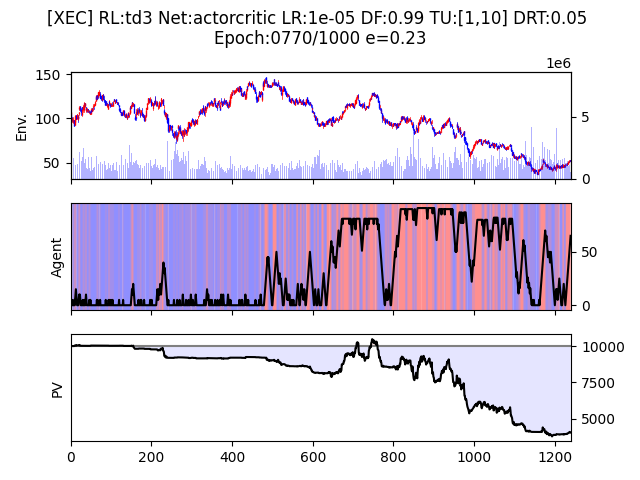 [XEC] RL:td3 Net:actorcritic LR:1e-05 DF:0.99 TU:[1,10] DRT:0.05
Epoch:0770/1000 e=0.23
1e6
150
100
50
Env.
5
0
Agent
50
0
PV
10000
7500
5000
0 200 400 600 800 1000 1200